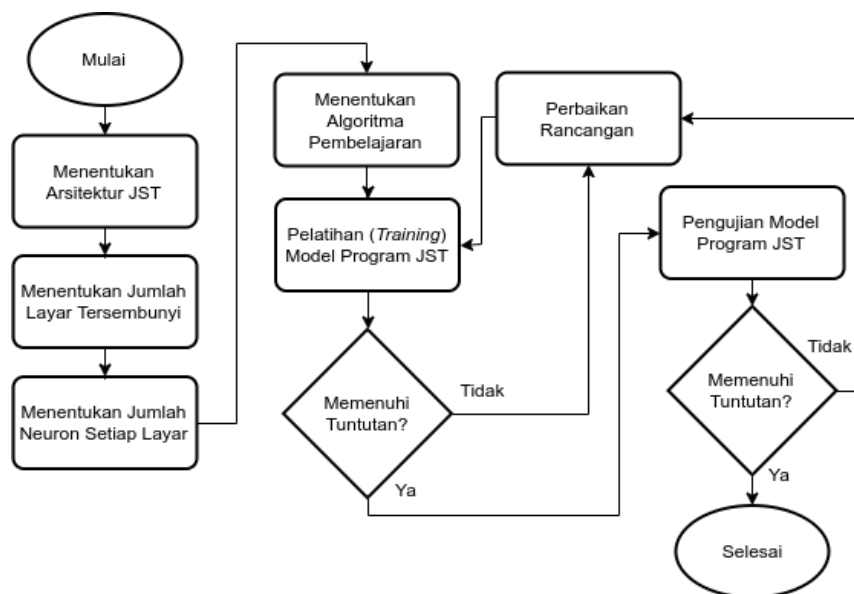 Mulai
Menentukan
Arsitektur JST
Menentukan Jumlah
Layar Tersembunyi
Menentukan Jumlah
Neuron Setiap Layar
Menentukan
Algoritma
Pembelajaran
Pelatihan (Training)
Model Program JST
Memenuhi
Tuntutan?
Tidak
Ya
Perbaikan
Rancangan
Pengujian Model
Program JST
Memenuhi
Tuntutan?
Tidak
Ya
Selesai